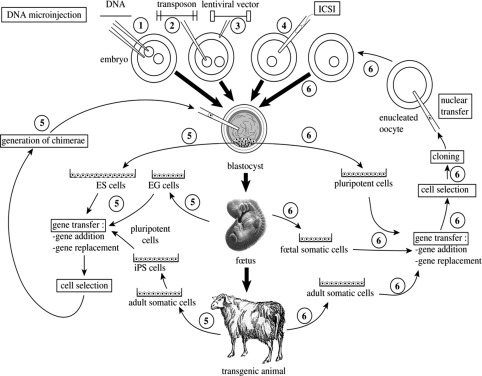 DNA transposon lentiviral vector ICSI
DNA microinjection
1 2 3 4
6
embryo
6
enucleated
oocyte
nuclear
transfer
5
generation of chimerae
5 6
blastocyst
cloning
6
cell selection
ES cells EG cells pluripotent cells
5
5 6 6
gene transfer :
-gene addition
-gene replacement
pluripotent
cells
fœtal somatic cells
6
gene transfer :
-gene addition
-gene replacement
fœtus
iPS cells
cell selection
adult somatic cells
adult somatic cells
6
5 6
transgenic animal